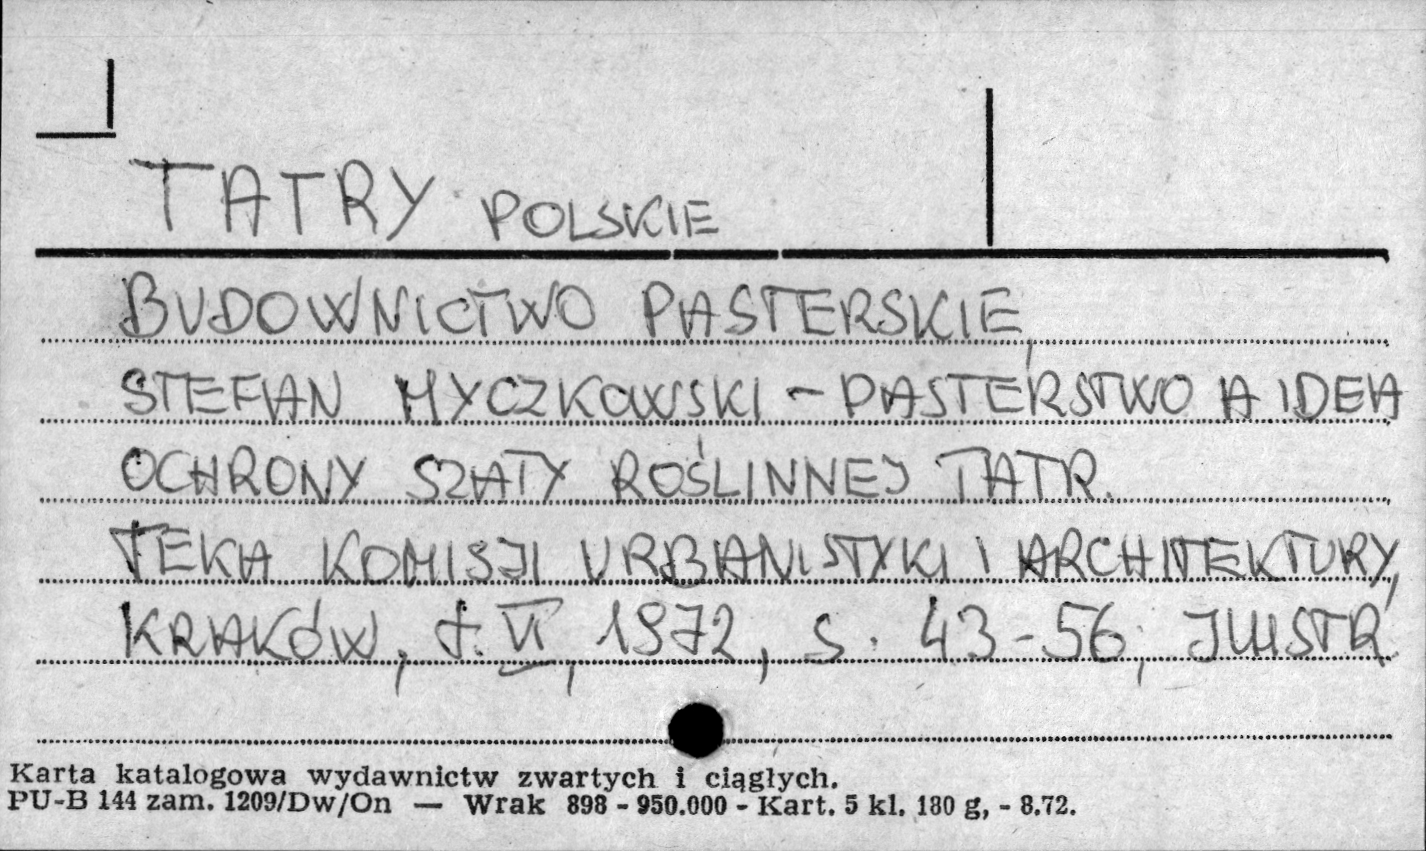 TATRY POLSKIE
BUDOWNICTWO PASTERSKIE,
STEFAN MYCZKOWSKI - PASTERSTWO A IDEA
OCHRONY SZATY ROŚLINNEJ TATR.
TEKA KOMISJI URBANISTYKI I ARCHITEKTURY,
KRAKÓW, t. VI, 1972, s. 43-56, ILUSTR.
Karta katalogowa wydawnictw zwartych i ciągłych.
PU-B 144 zam. 1209/Dw/On — Wrak 898 - 950.000 - Kart. 5 kl. 180 g, - 8.72.